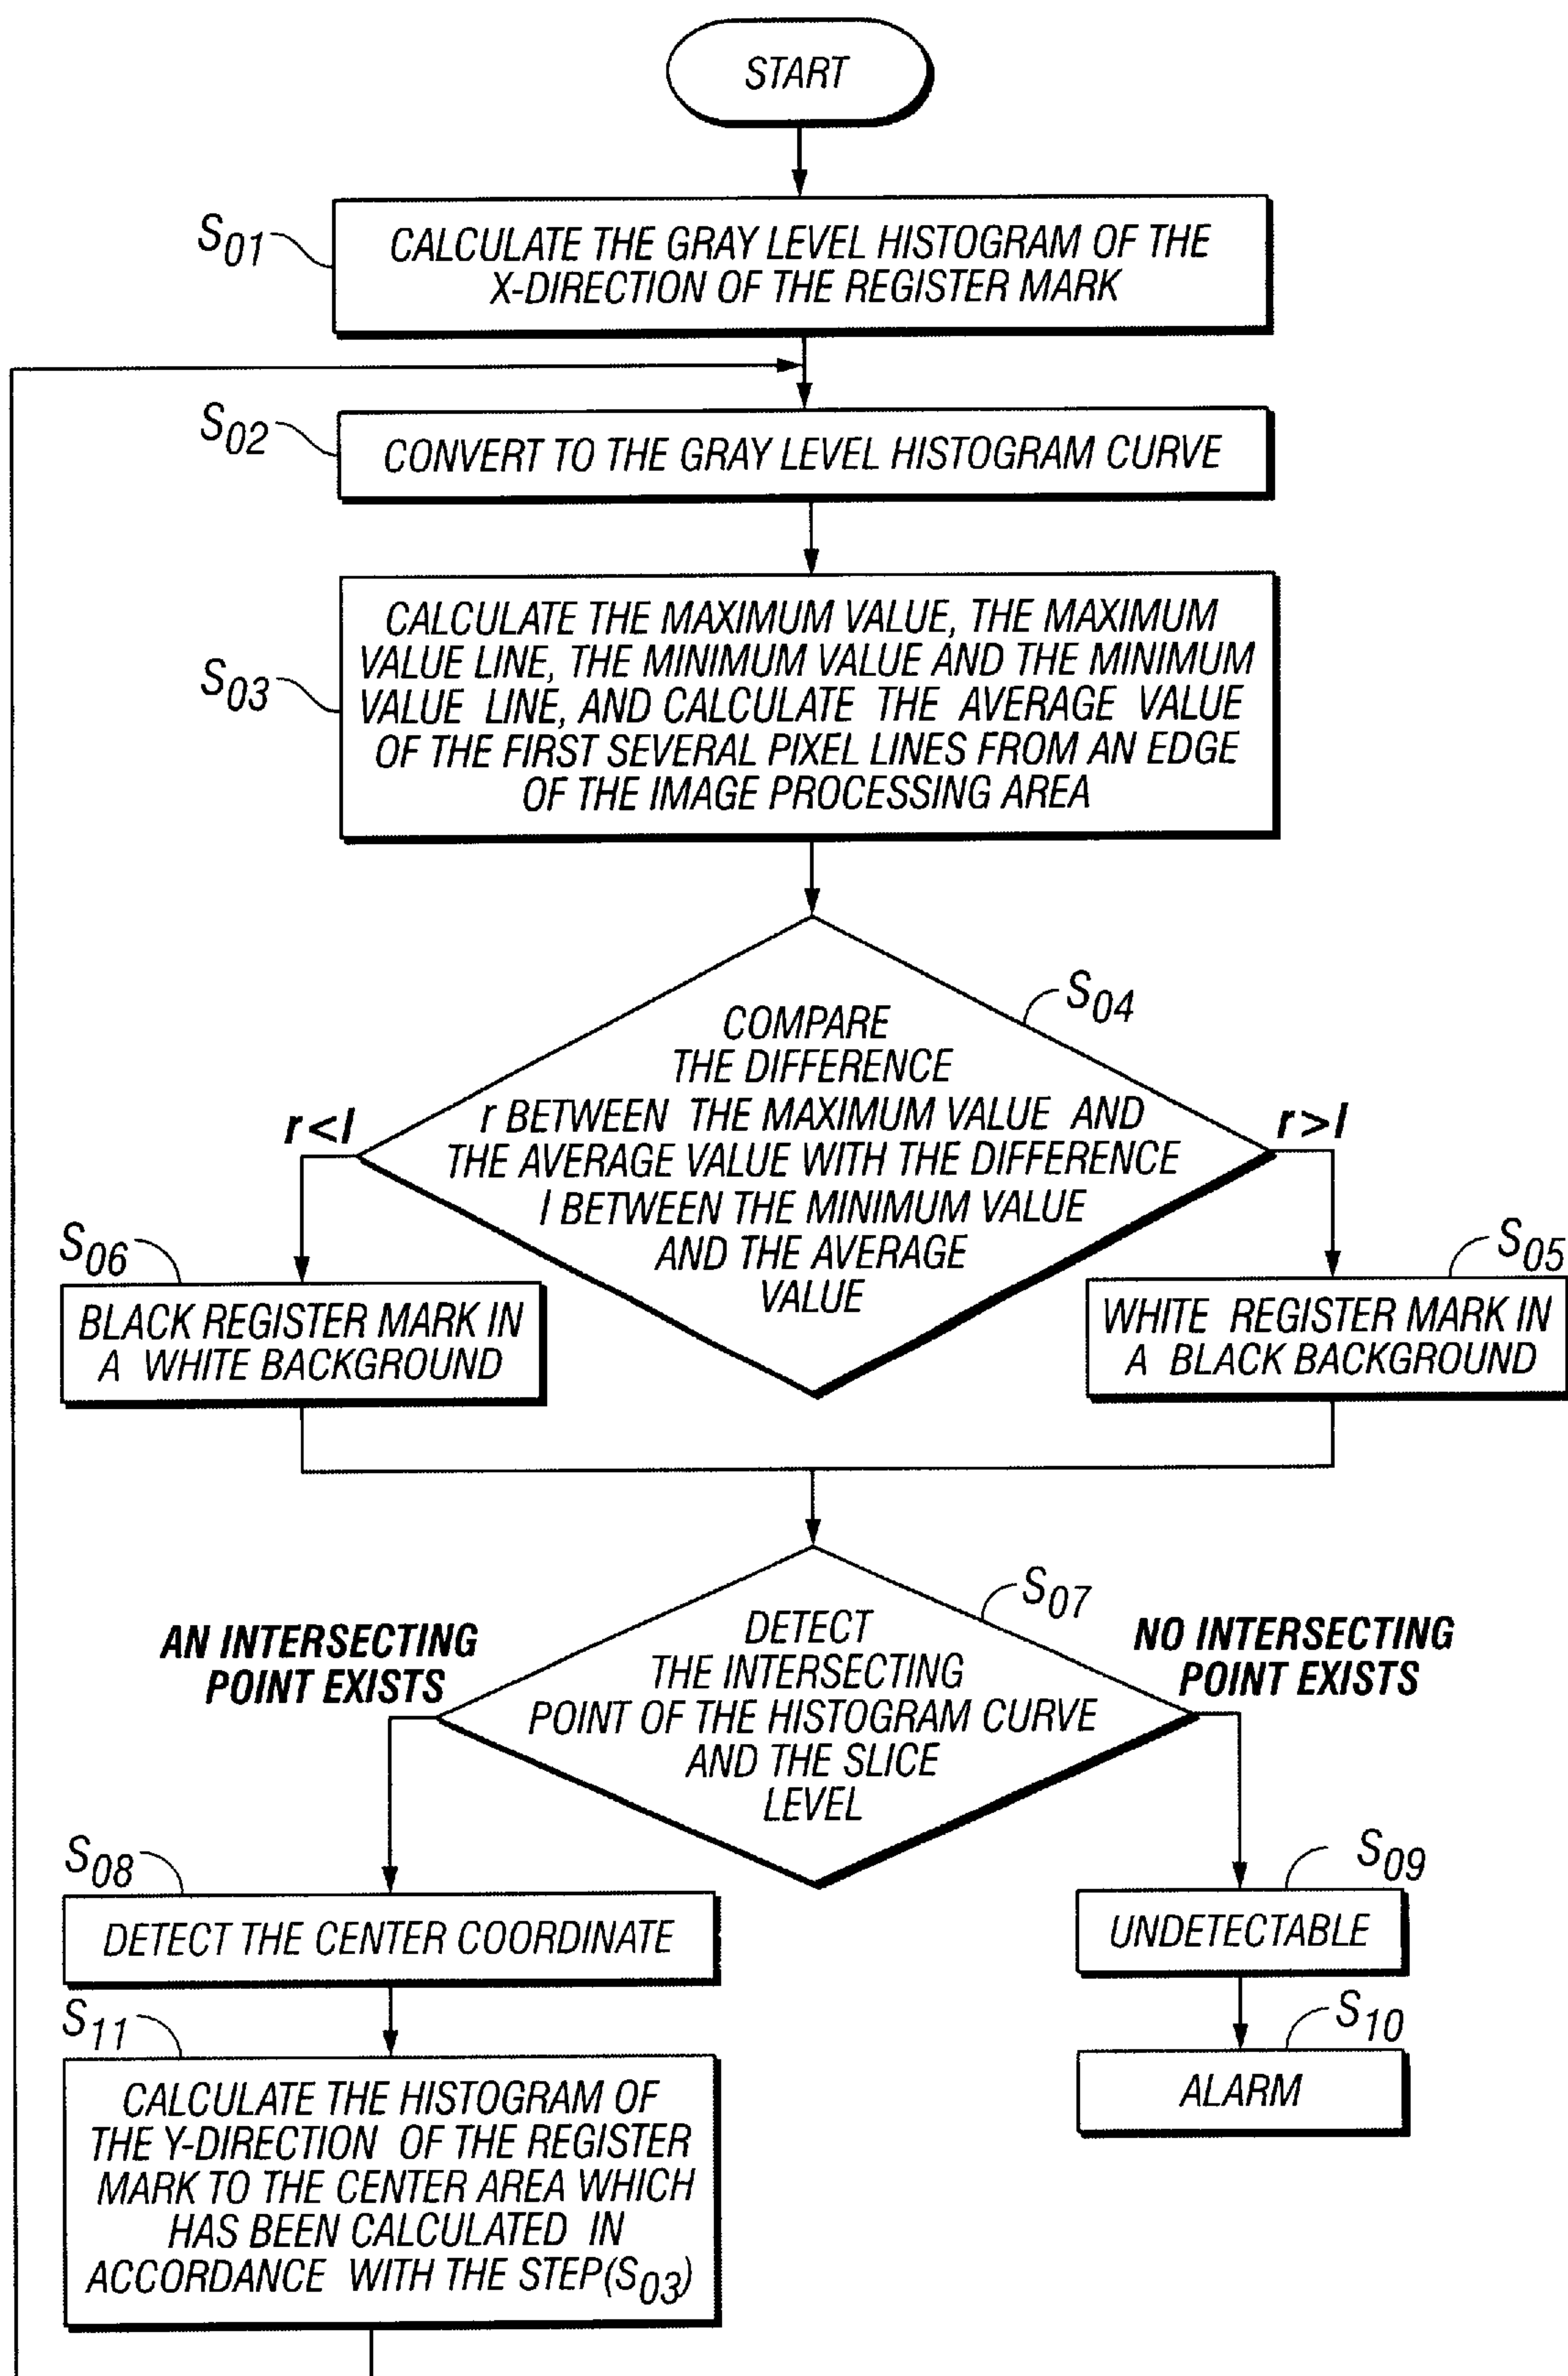 START
S01
CALCULATE THE GRAY LEVEL HISTOGRAM OF THE
X-DIRECTION OF THE REGISTER MARK
S02
CONVERT TO THE GRAY LEVEL HISTOGRAM CURVE
S03
CALCULATE THE MAXIMUM VALUE, THE MAXIMUM
VALUE LINE, THE MINIMUM VALUE AND THE MINIMUM
VALUE LINE, AND CALCULATE THE AVERAGE VALUE
OF THE FIRST SEVERAL PIXEL LINES FROM AN EDGE
OF THE IMAGE PROCESSING AREA
S04
COMPARE
THE DIFFERENCE
r BETWEEN THE MAXIMUM VALUE AND
THE AVERAGE VALUE WITH THE DIFFERENCE
l BETWEEN THE MINIMUM VALUE
AND THE AVERAGE
VALUE
r<l
r>l
S06
BLACK REGISTER MARK IN
A WHITE BACKGROUND
S05
WHITE REGISTER MARK IN
A BLACK BACKGROUND
S07
DETECT
THE INTERSECTING
POINT OF THE HISTOGRAM CURVE
AND THE SLICE
LEVEL
AN INTERSECTING
POINT EXISTS
NO INTERSECTING
POINT EXISTS
S08
DETECT THE CENTER COORDINATE
S09
UNDETECTABLE
S11
CALCULATE THE HISTOGRAM OF
THE Y-DIRECTION OF THE REGISTER
MARK TO THE CENTER AREA WHICH
HAS BEEN CALCULATED IN
ACCORDANCE WITH THE STEP(S03)
S10
ALARM